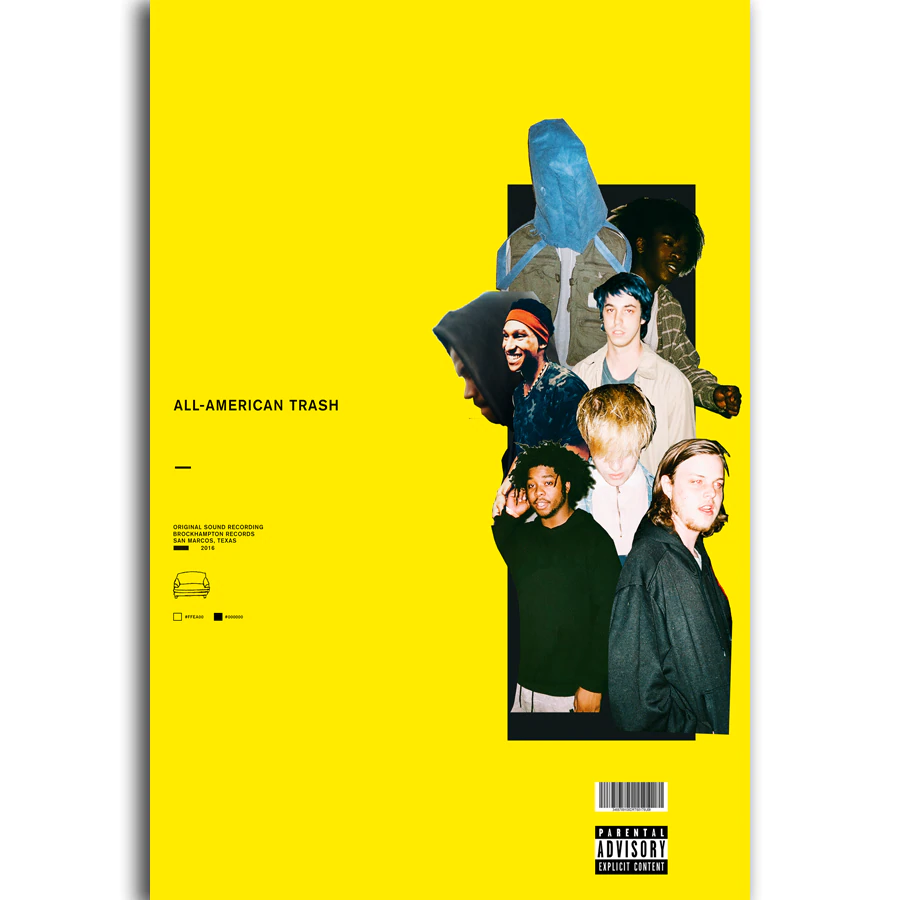 ALL-AMERICAN TRASH
ORIGINAL SOUND RECORDING
BROCKHAMPTON RECORDS
SAN MARCOS, TEXAS
2016
#FFEA00 #000000
PARENTAL
ADVISORY
EXPLICIT CONTENT